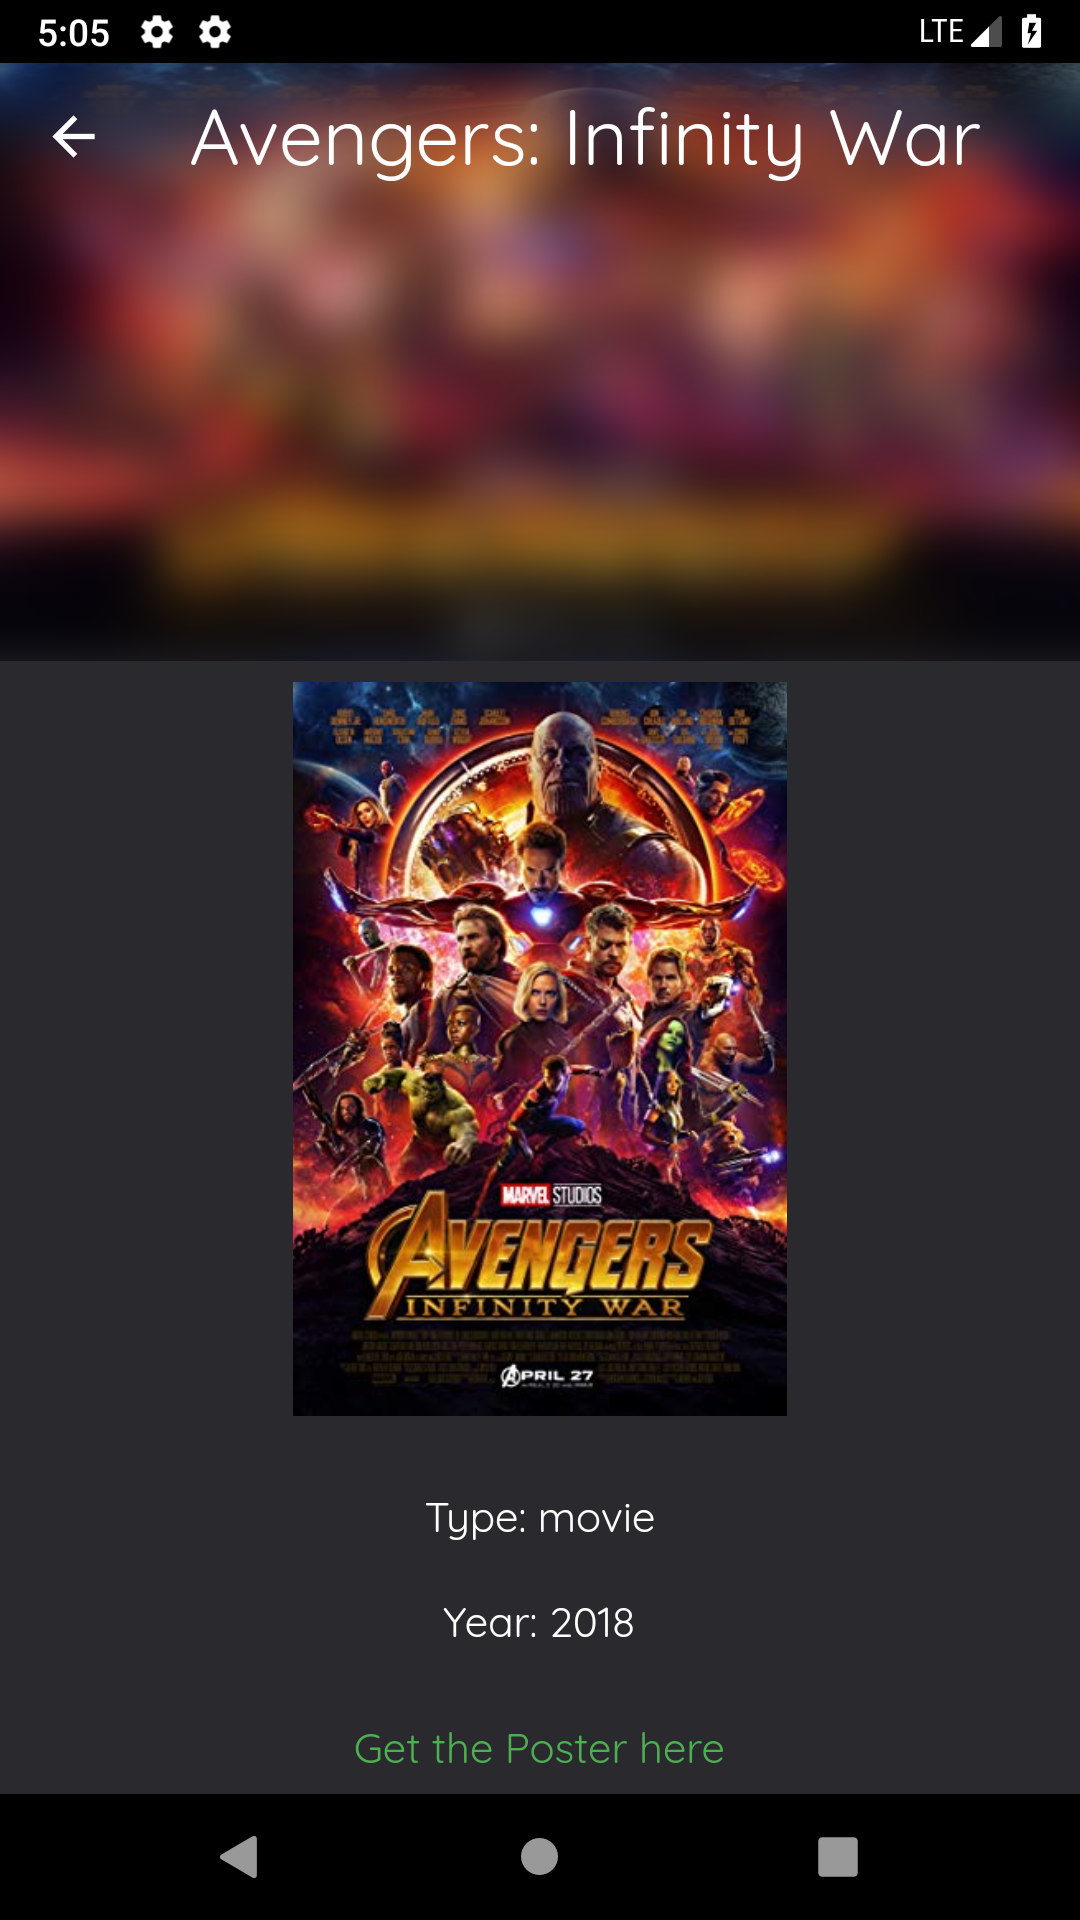 5:05
LTE
Avengers: Infinity War
MARVEL STUDIOS
AVENGERS
INFINITY WAR
APRIL 27
Type: movie
Year: 2018
Get the Poster here